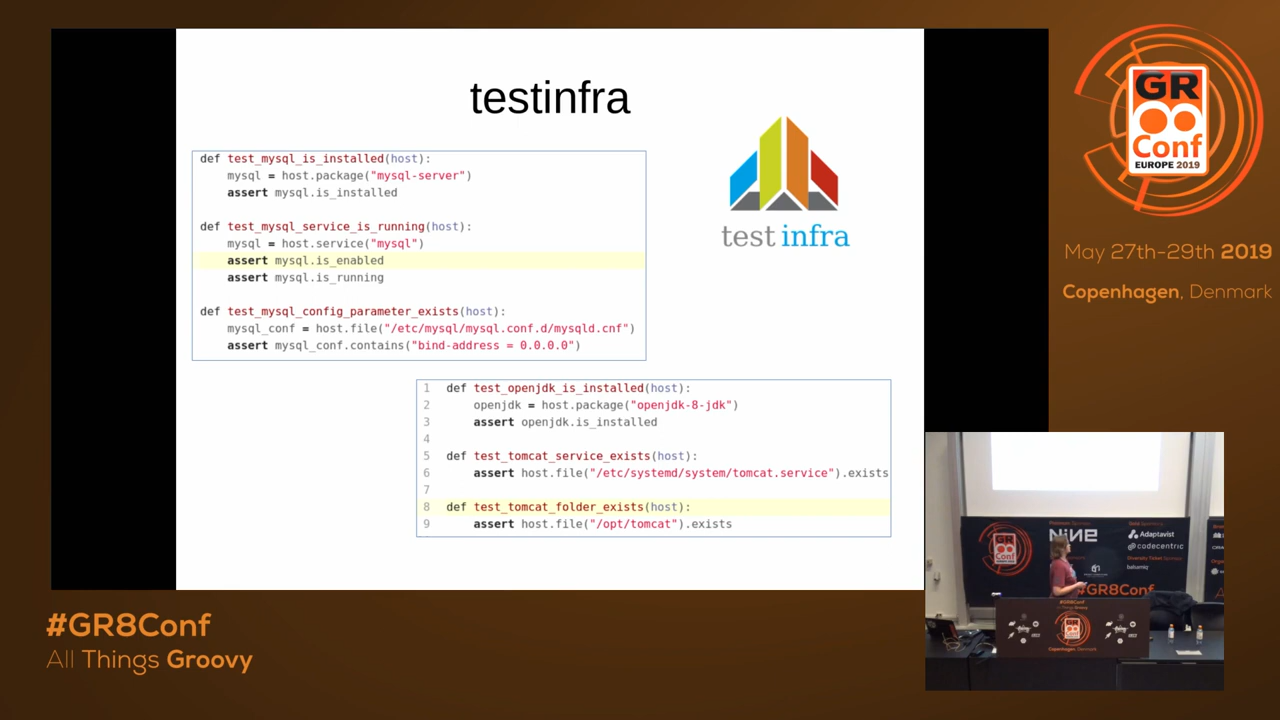 testinfra
def test_mysql_is_installed(host):
mysql = host.package("mysql-server")
assert mysql.is_installed
def test_mysql_service_is_running(host):
mysql = host.service("mysql")
assert mysql.is_enabled
assert mysql.is_running
def test_mysql_config_parameter_exists(host):
mysql_conf = host.file("/etc/mysql/mysql.conf.d/mysqld.cnf")
assert mysql_conf.contains("bind-address = 0.0.0.0")
test infra
1 def test_openjdk_is_installed(host):
2 openjdk = host.package("openjdk-8-jdk")
3 assert openjdk.is_installed
4
5 def test_tomcat_service_exists(host):
6 assert host.file("/etc/systemd/system/tomcat.service").exists
7
8 def test_tomcat_folder_exists(host):
9 assert host.file("/opt/tomcat").exists
GR
Conf
EUROPE 2019
May 27th-29th 2019
Copenhagen, Denmark
NINE
Adaptavist
codecentric
balsamiq
#GR8Conf
Copenhagen, Denmark
#GR8Conf
All Things Groovy